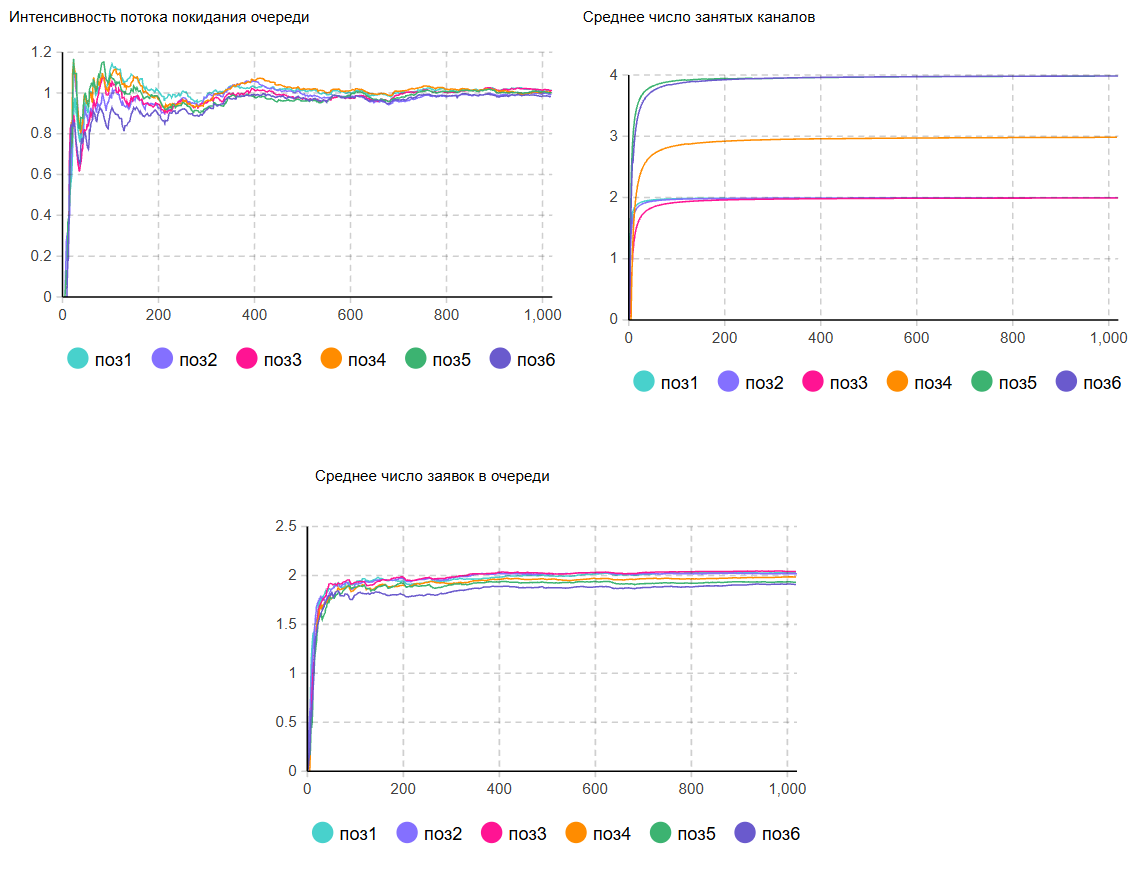 Интенсивность потока покидания очереди
1.2
1
0.8
0.6
0.4
0.2
0
0 200 400 600 800 1,000
поз1 поз2 поз3 поз4 поз5 поз6
Среднее число занятых каналов
4
3
2
1
0
0 200 400 600 800 1,000
поз1 поз2 поз3 поз4 поз5 поз6
Среднее число заявок в очереди
2.5
2
1.5
1
0.5
0
0 200 400 600 800 1,000
поз1 поз2 поз3 поз4 поз5 поз6